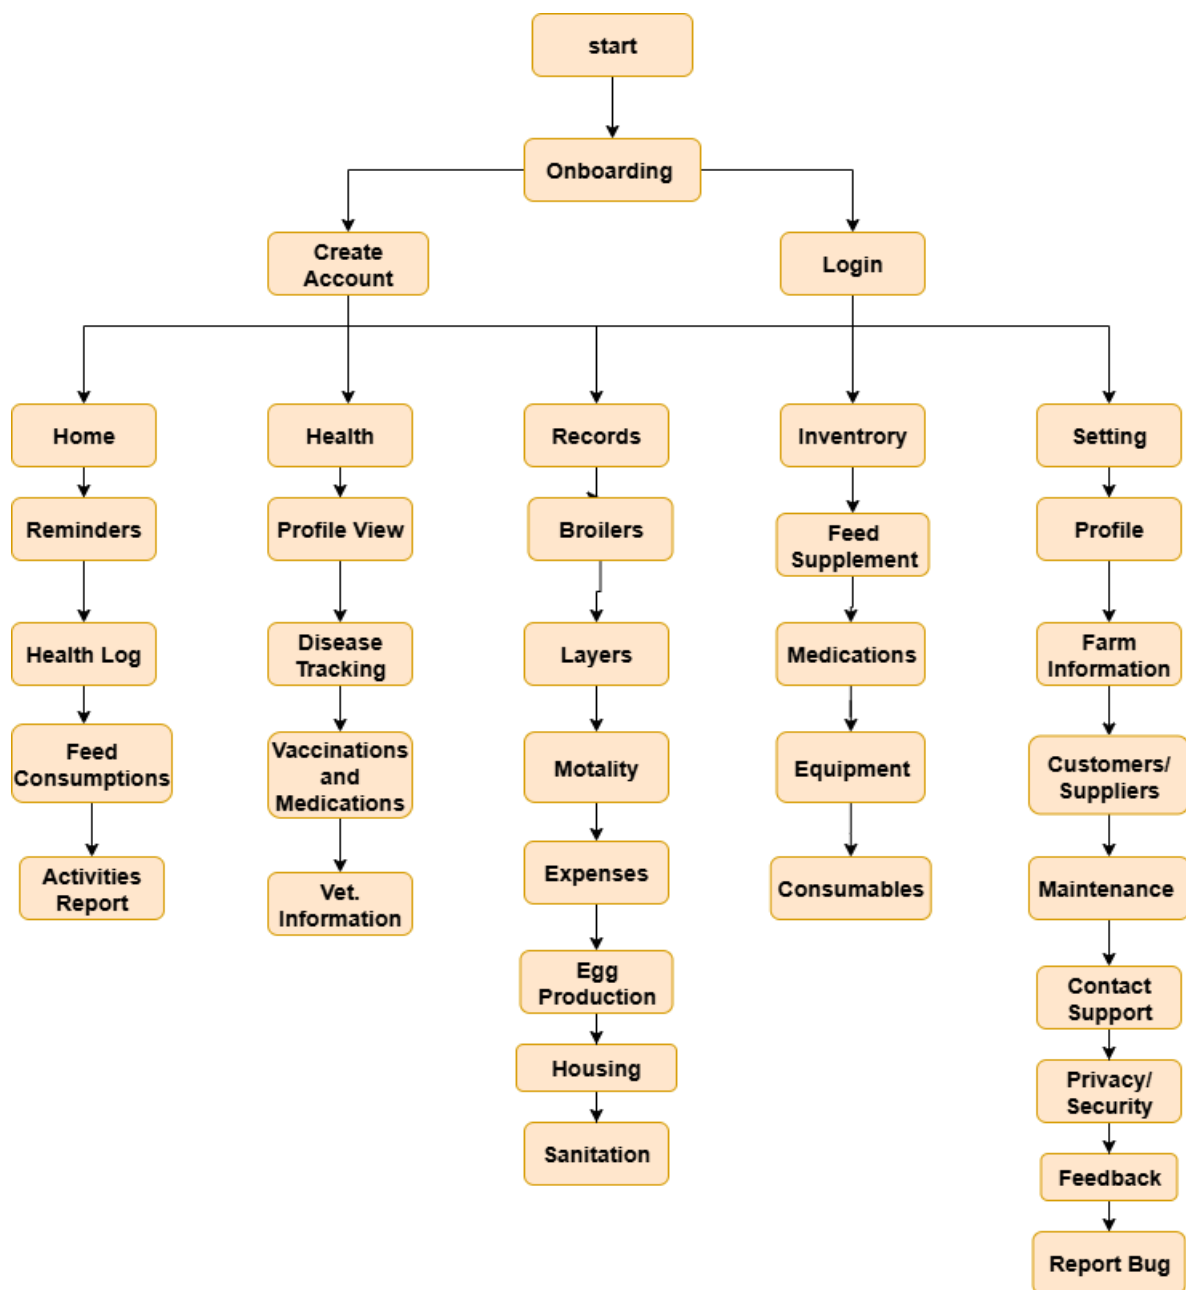 start
Onboarding
Create
Account
Login
Home
Health
Records
Inventrory
Setting
Reminders
Profile View
Broilers
Feed
Supplement
Profile
Health Log
Disease
Tracking
Layers
Medications
Farm
Information
Feed
Consumptions
Vaccinations
and
Medications
Motality
Equipment
Customers/
Suppliers
Activities
Report
Vet.
Information
Expenses
Consumables
Maintenance
Egg
Production
Contact
Support
Housing
Privacy/
Security
Sanitation
Feedback
Report Bug